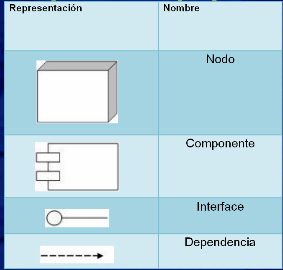 Representación Nombre
Nodo
Componente
Interface
Dependencia